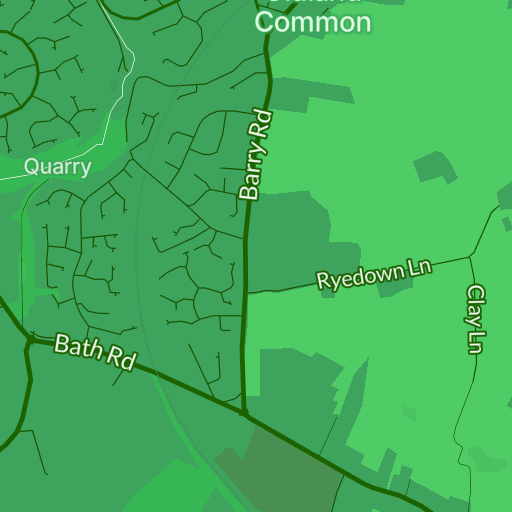 Common
Barry Rd
Quarry
Ryedown Ln
Clay Ln
Bath Rd